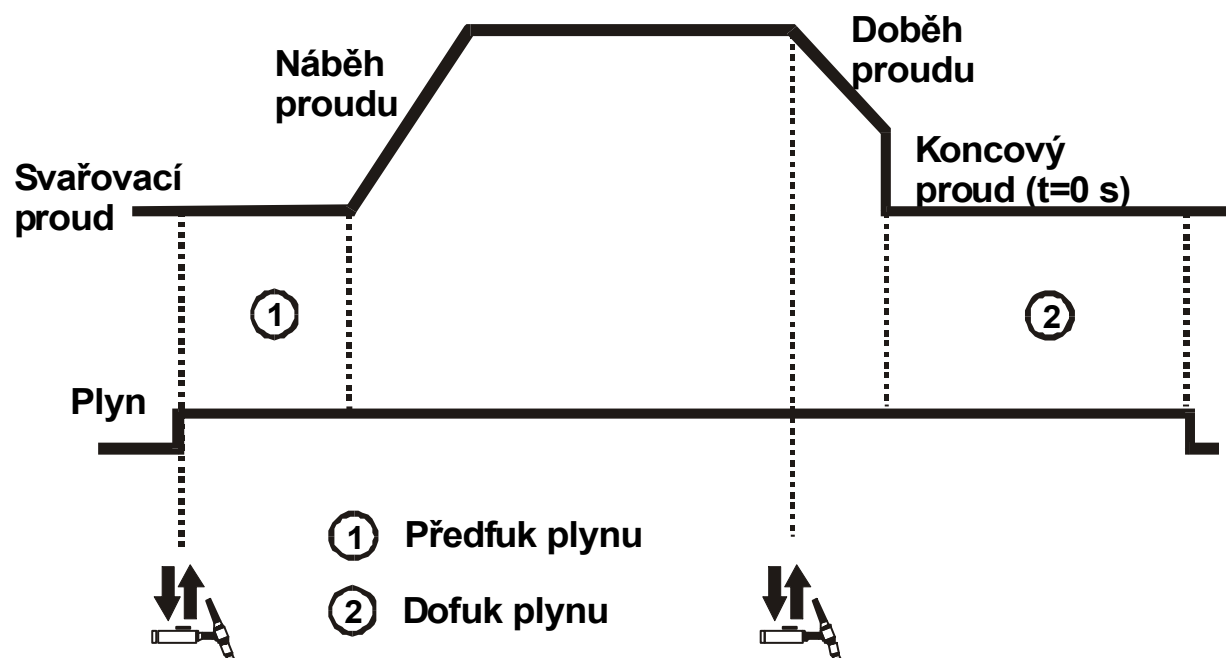 Náběh
proudu
Doběh
proudu
Svařovací
proud
Koncový
proud (t=0 s)
1
2
Plyn
1 Předfuk plynu
2 Dofuk plynu